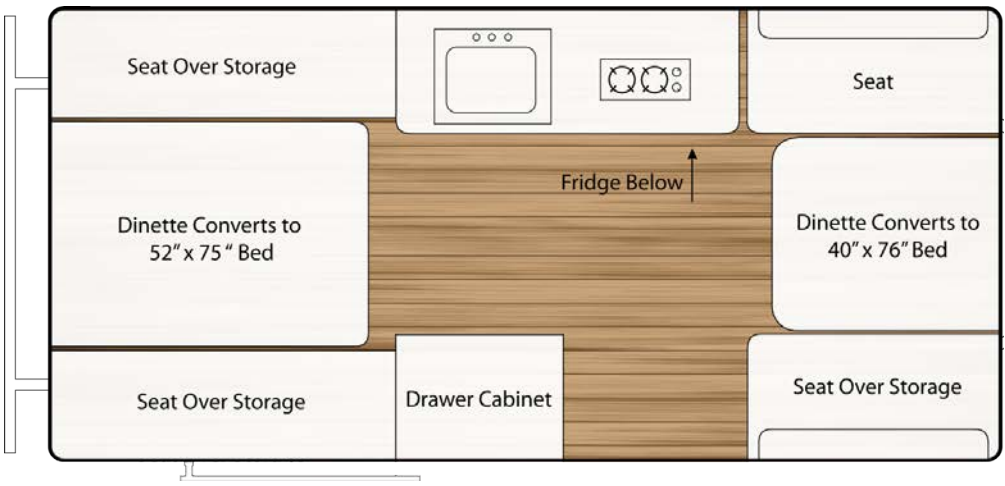 Seat Over Storage
Seat
Fridge Below
Dinette Converts to
52" x 75 " Bed
Dinette Converts to
40" x 76" Bed
Seat Over Storage
Drawer Cabinet
Seat Over Storage